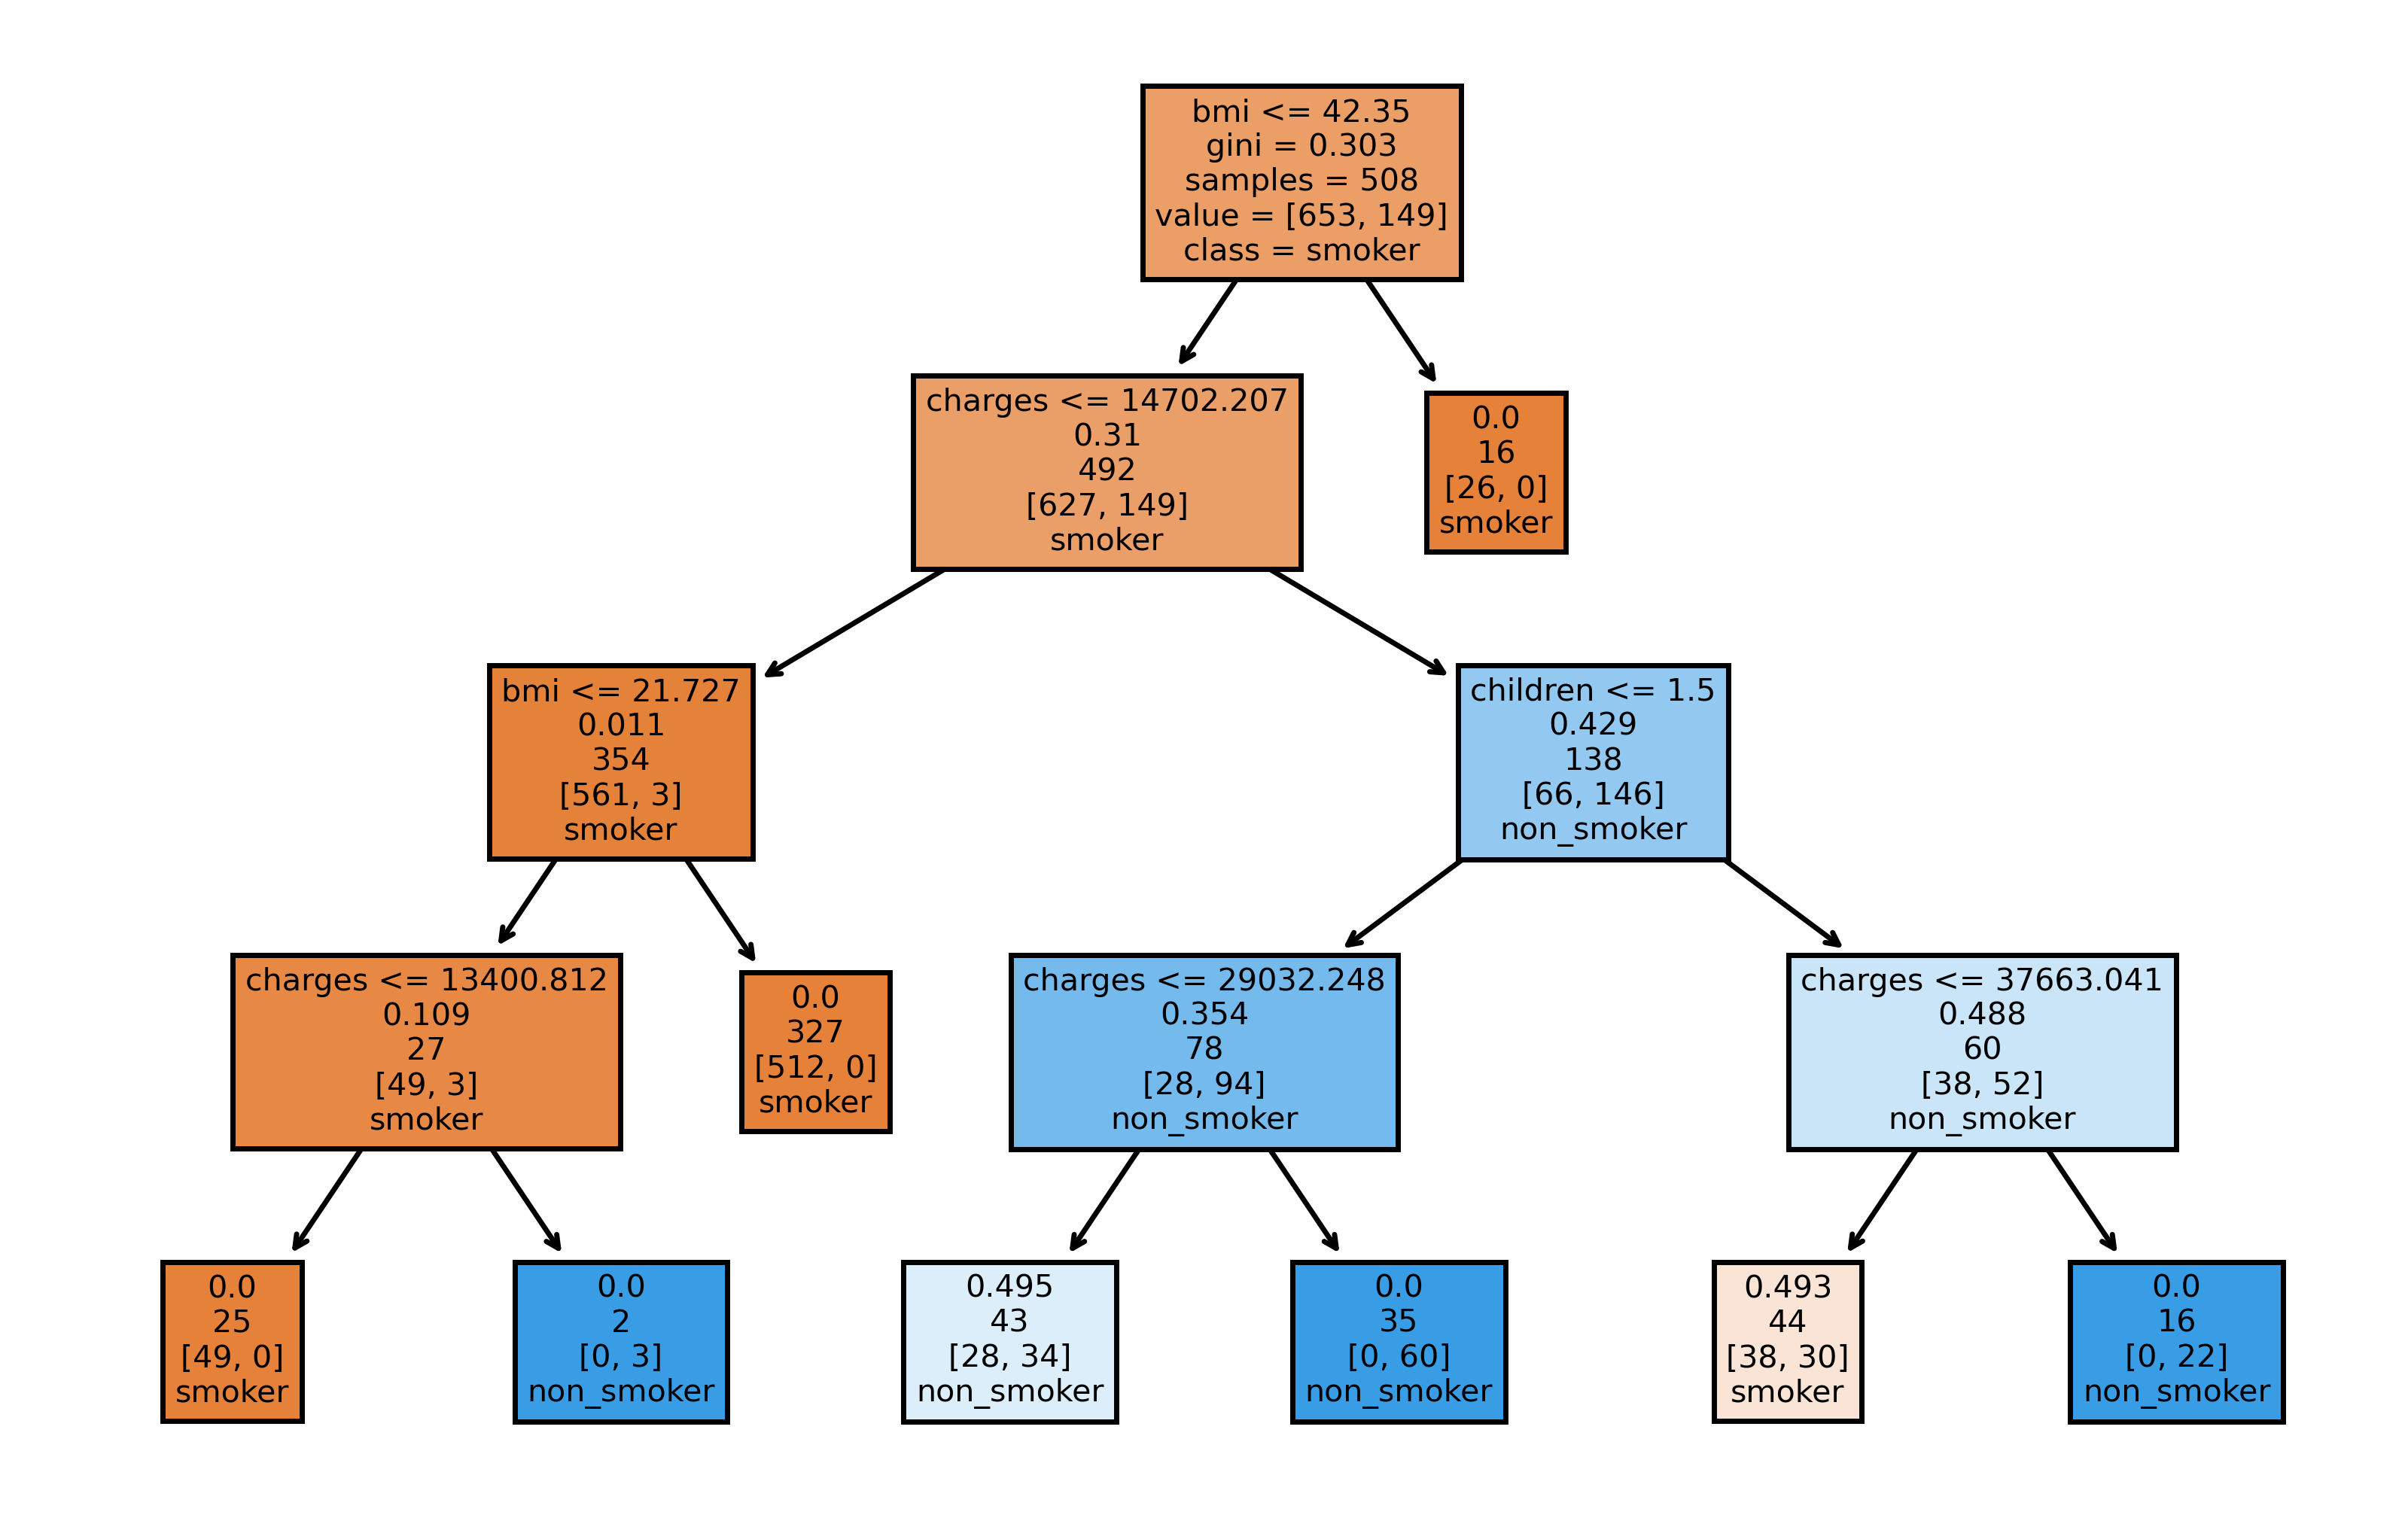 bmi <= 42.35
gini = 0.303
samples = 508
value = [653, 149]
class = smoker
charges <= 14702.207
0.31
492
[627, 149]
smoker
0.0
16
[26, 0]
smoker
bmi <= 21.727
0.011
354
[561, 3]
smoker
children <= 1.5
0.429
138
[66, 146]
non_smoker
charges <= 13400.812
0.109
27
[49, 3]
smoker
0.0
327
[512, 0]
smoker
charges <= 29032.248
0.354
78
[28, 94]
non_smoker
charges <= 37663.041
0.488
60
[38, 52]
non_smoker
0.0
25
[49, 0]
smoker
0.0
2
[0, 3]
non_smoker
0.495
43
[28, 34]
non_smoker
0.0
35
[0, 60]
non_smoker
0.493
44
[38, 30]
smoker
0.0
16
[0, 22]
non_smoker